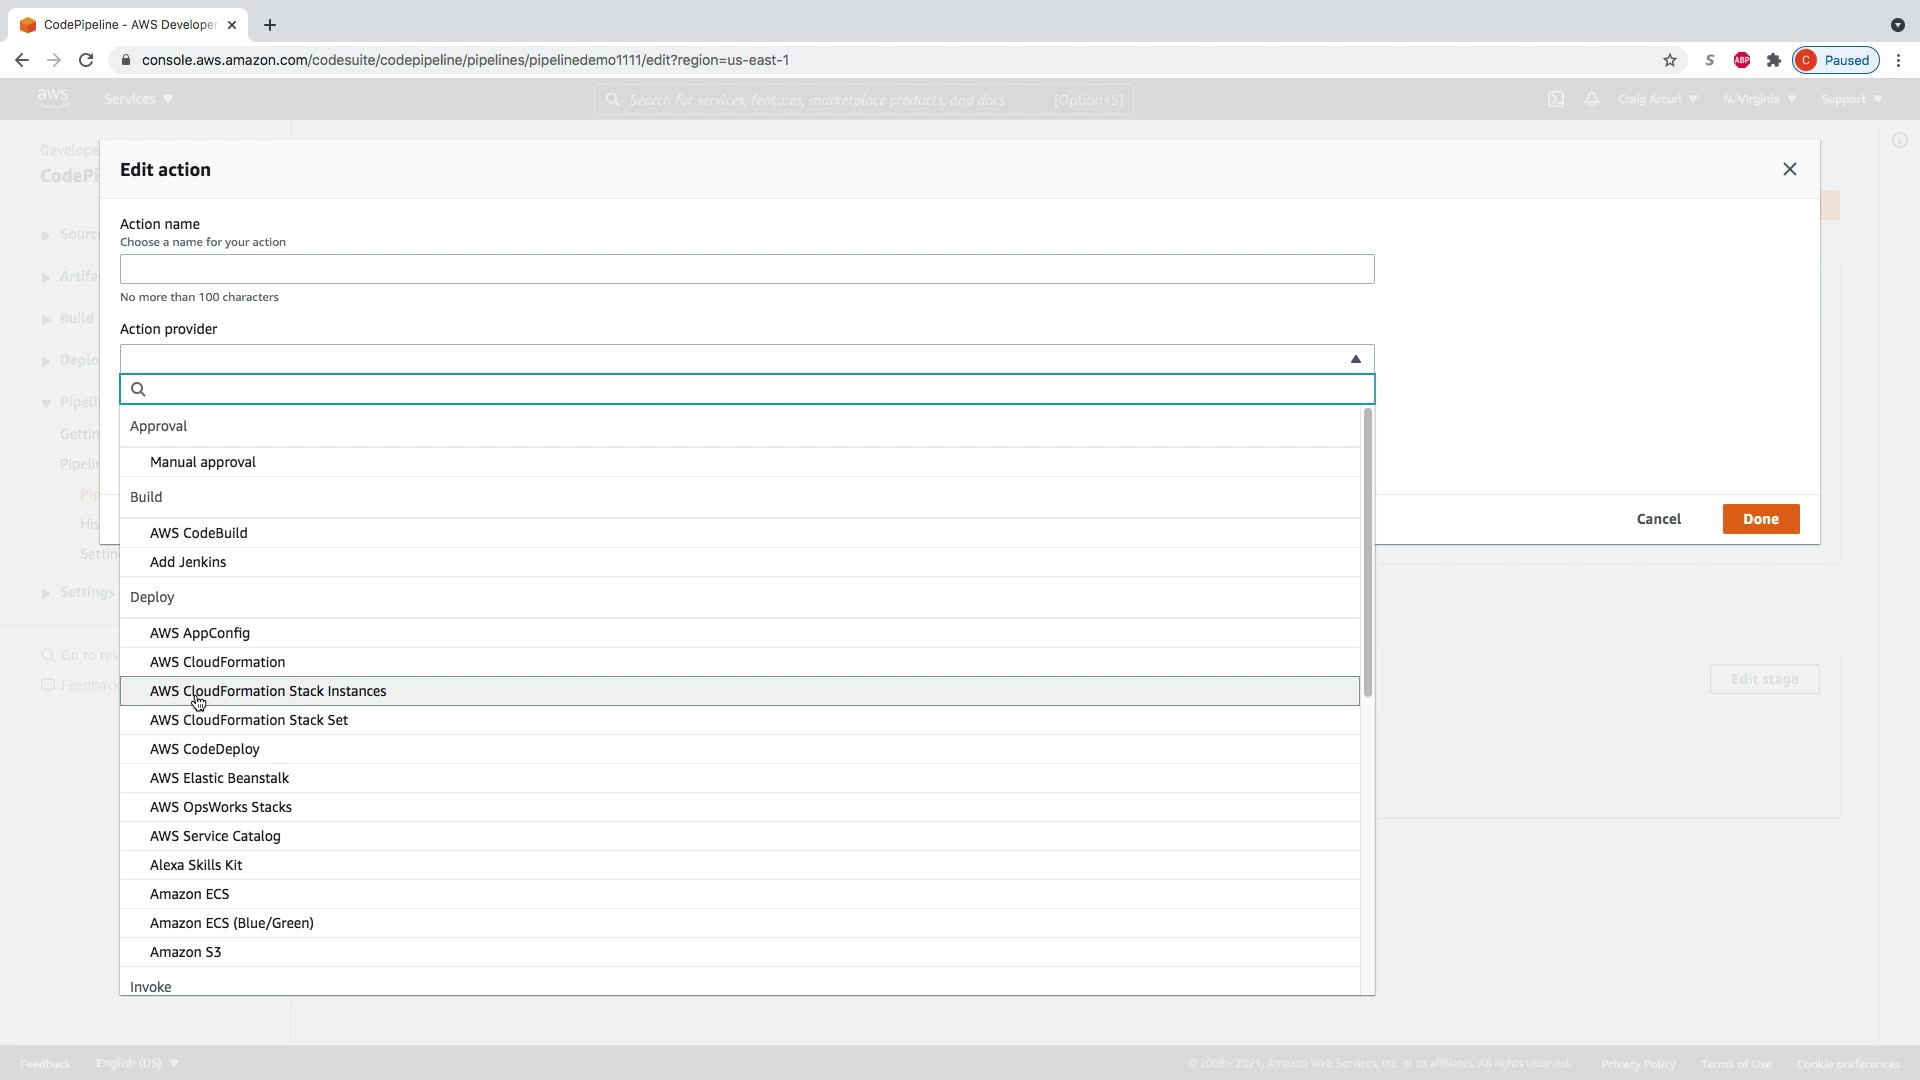 CodePipeline - AWS Developer
console.aws.amazon.com/codesuite/codepipeline/pipelines/pipelinedemo1111/edit?region=us-east-1
S
ABP
C Paused
aws
Services
Search for services, features, marketplace products, and docs [Option+S]
Craig Arcuri
N. Virginia
Support
Develope
CodePi
Edit action
Action name
Choose a name for your action
No more than 100 characters
Action provider
Sourc
Artifa
Build
Deplo
Pipeli
Gettin
Pipelin
Pip
His
Settin
Settings
Go to res
Feedback
Approval
Manual approval
Build
AWS CodeBuild
Add Jenkins
Deploy
AWS AppConfig
AWS CloudFormation
AWS CloudFormation Stack Instances
AWS CloudFormation Stack Set
AWS CodeDeploy
AWS Elastic Beanstalk
AWS OpsWorks Stacks
AWS Service Catalog
Alexa Skills Kit
Amazon ECS
Amazon ECS (Blue/Green)
Amazon S3
Invoke
Cancel
Done
Edit stage
Feedback
English (US)
© 2008 - 2021, Amazon Web Services, Inc. or its affiliates. All rights reserved.
Privacy Policy
Terms of Use
Cookie preferences